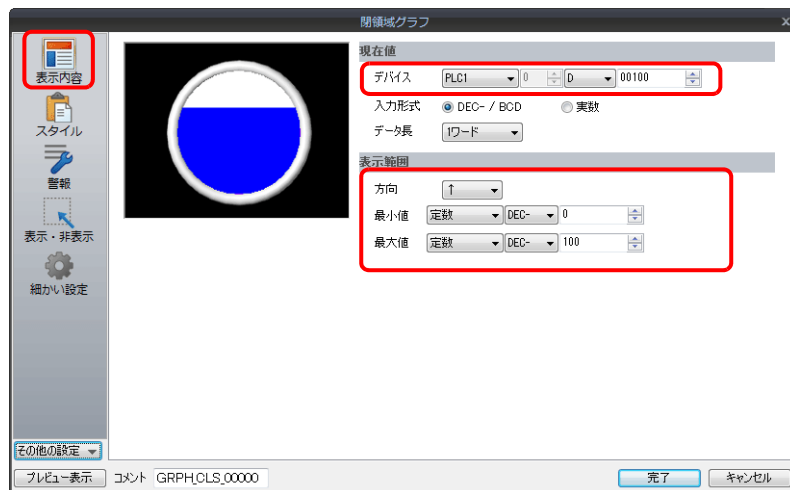 閉領域グラフ
x
表示内容
スタイル
警報
表示・非表示
細かい設定
その他の設定
現在値
デバイス PLC1 0 D 00100
入力形式 DEC- / BCD 実数
データ長 1ワード
表示範囲
方向 ↑
最小値 定数 DEC- 0
最大値 定数 DEC- 100
プレビュー表示 コメント GRPH_CLS_00000 完了 キャンセル